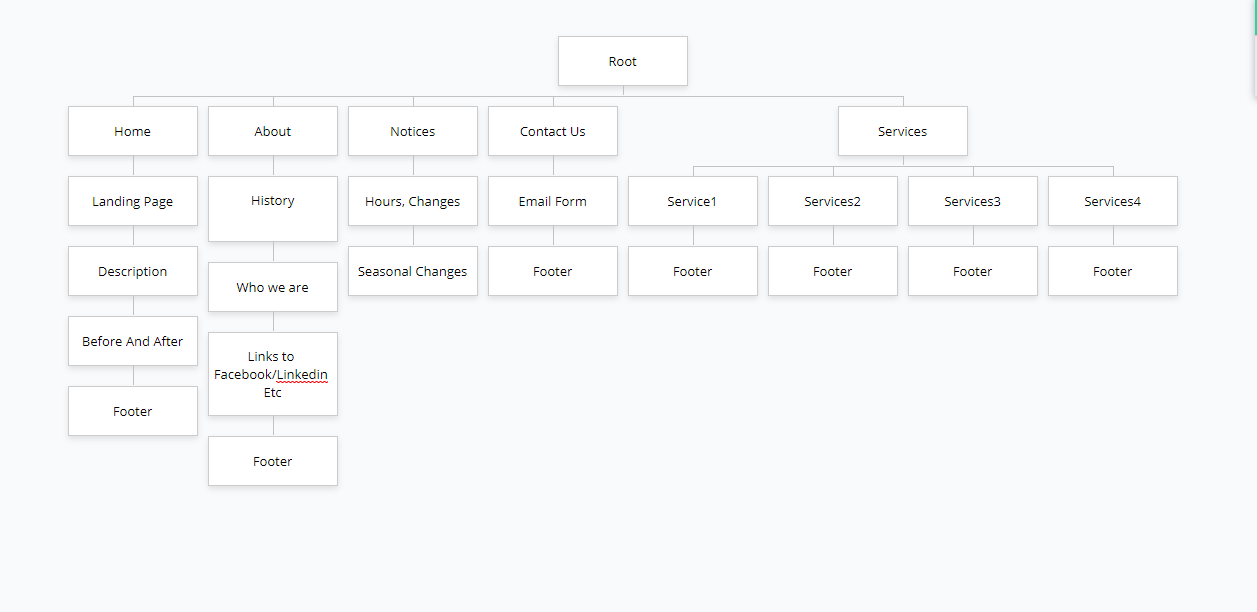 Root
Home
About
Notices
Contact Us
Services
Landing Page
History
Hours, Changes
Email Form
Service1
Services2
Services3
Services4
Description
Who we are
Seasonal Changes
Footer
Footer
Footer
Footer
Footer
Before And After
Links to
Facebook/Linkedin
Etc
Footer
Footer